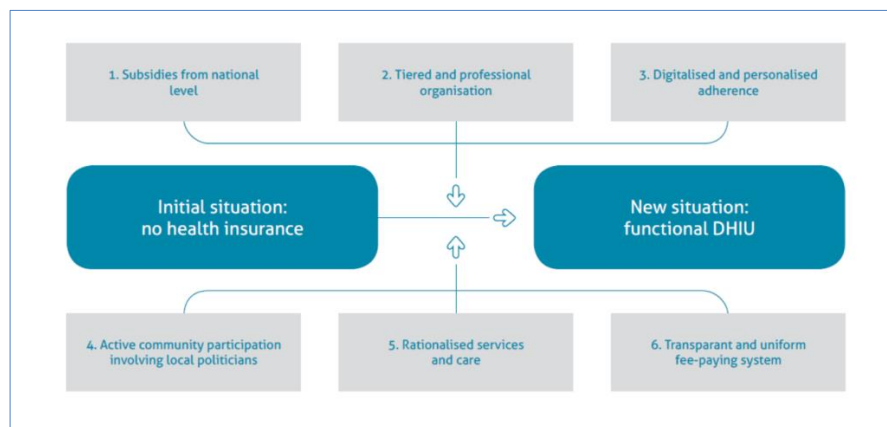 1. Subsidies from national
level
2. Tiered and professional
organisation
3. Digitalised and personalised
adherence
Initial situation:
no health insurance
New situation:
functional DHIU
4. Active community participation
involving local politicians
5. Rationalised services
and care
6. Transparant and uniform
fee-paying system